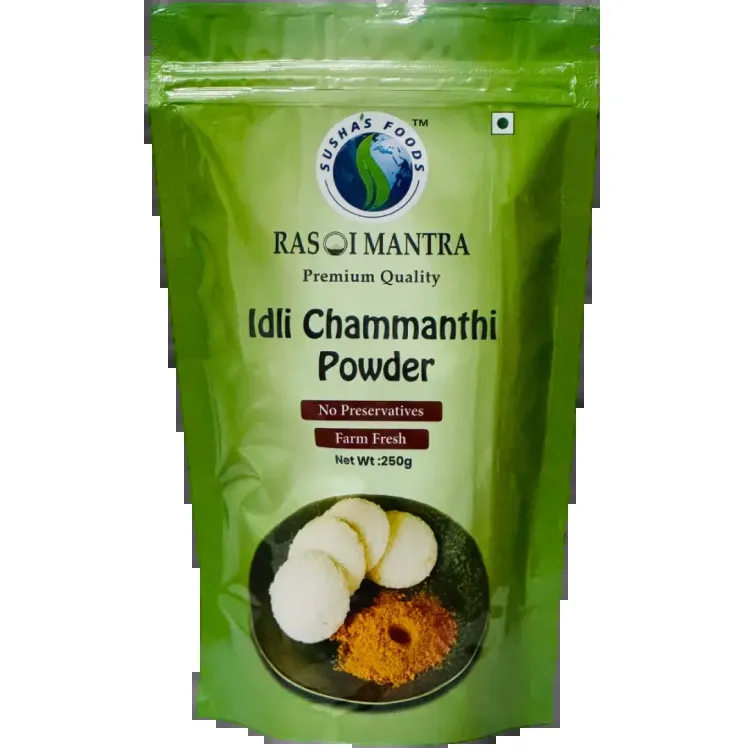 SUSHA'S FOODS
TM
RASOI MANTRA
Premium Quality
Idli Chammanthi
Powder
No Preservatives
Farm Fresh
Net Wt :250g